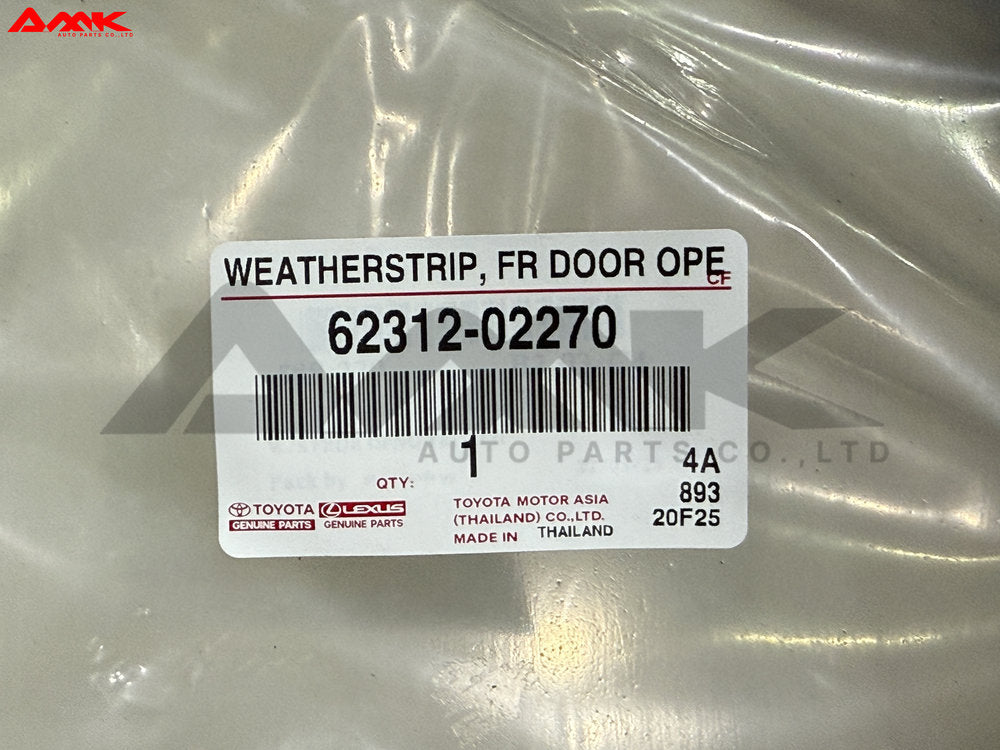 AMK
AUTO PARTS CO.,LTD
WEATHERSTRIP, FR DOOR OPE
CF
62312-02270
AMK
AUTO PARTS CO.,LTD
1
QTY:
4A
893
20F25
TOYOTA LEXUS
GENUINE PARTS GENUINE PARTS
TOYOTA MOTOR ASIA
(THAILAND) CO.,LTD.
MADE IN THAILAND